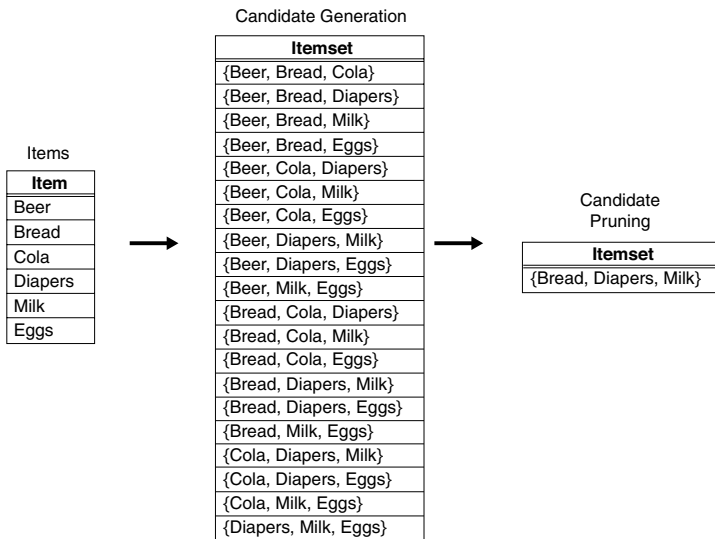 Candidate Generation
Itemset
{Beer, Bread, Cola}
{Beer, Bread, Diapers}
{Beer, Bread, Milk}
{Beer, Bread, Eggs}
{Beer, Cola, Diapers}
{Beer, Cola, Milk}
{Beer, Cola, Eggs}
{Beer, Diapers, Milk}
{Beer, Diapers, Eggs}
{Beer, Milk, Eggs}
{Bread, Cola, Diapers}
{Bread, Cola, Milk}
{Bread, Cola, Eggs}
{Bread, Diapers, Milk}
{Bread, Diapers, Eggs}
{Bread, Milk, Eggs}
{Cola, Diapers, Milk}
{Cola, Diapers, Eggs}
{Cola, Milk, Eggs}
{Diapers, Milk, Eggs}
Items
Item
Beer
Bread
Cola
Diapers
Milk
Eggs
Candidate
Pruning
Itemset
{Bread, Diapers, Milk}